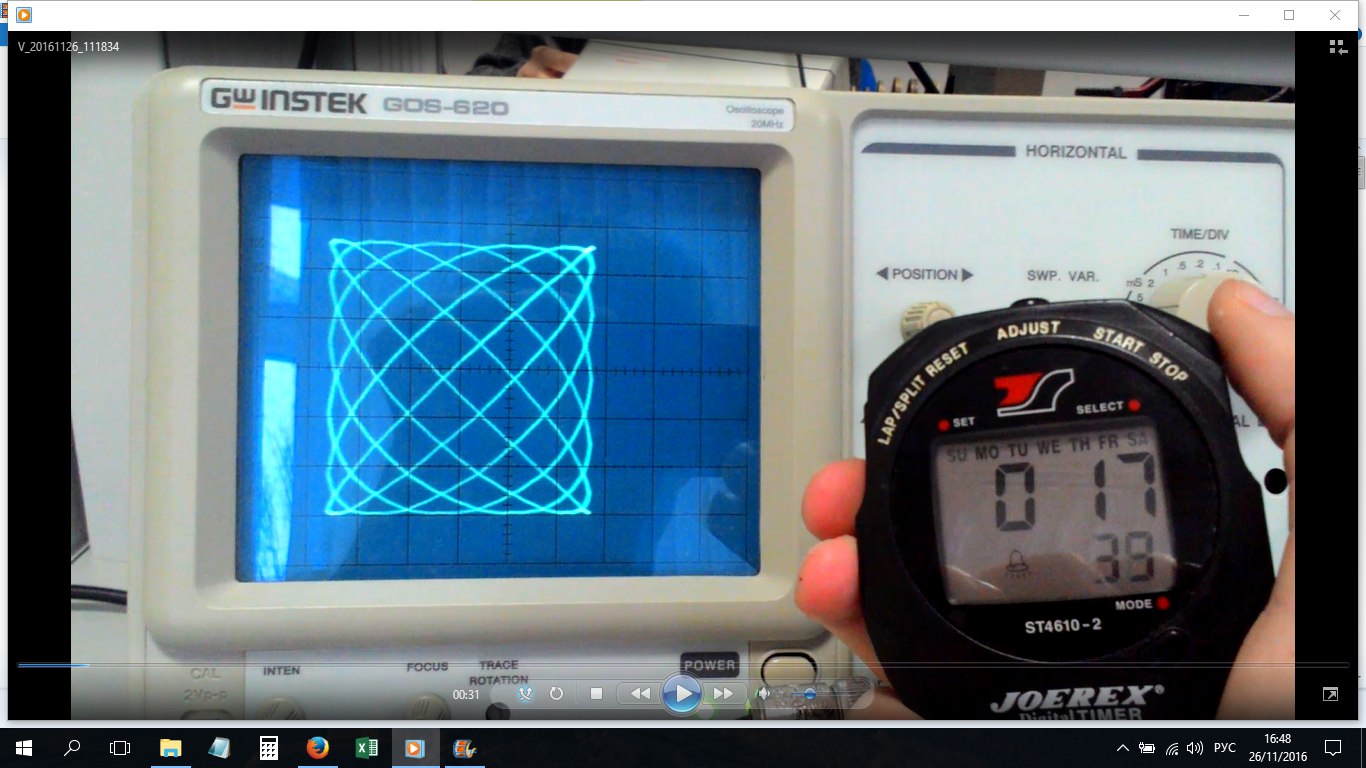 V_20161126_111834
GW INSTEK GOS-620
Oscilloscope
20MHz
HORIZONTAL
TIME/DIV
◀POSITION▶
SWP. VAR.
mS 2 1 .5 .2 .1
5
LAP/SPLIT RESET
ADJUST
START STOP
SET
SELECT
SU MO TU WE TH FR SA
0 17
39
MODE
ST4610-2
JOEREX®
Digital TIMER
CAL
2Vp-p
INTEN
FOCUS
TRACE
ROTATION
POWER
00:31
РУС
16:48
26/11/2016